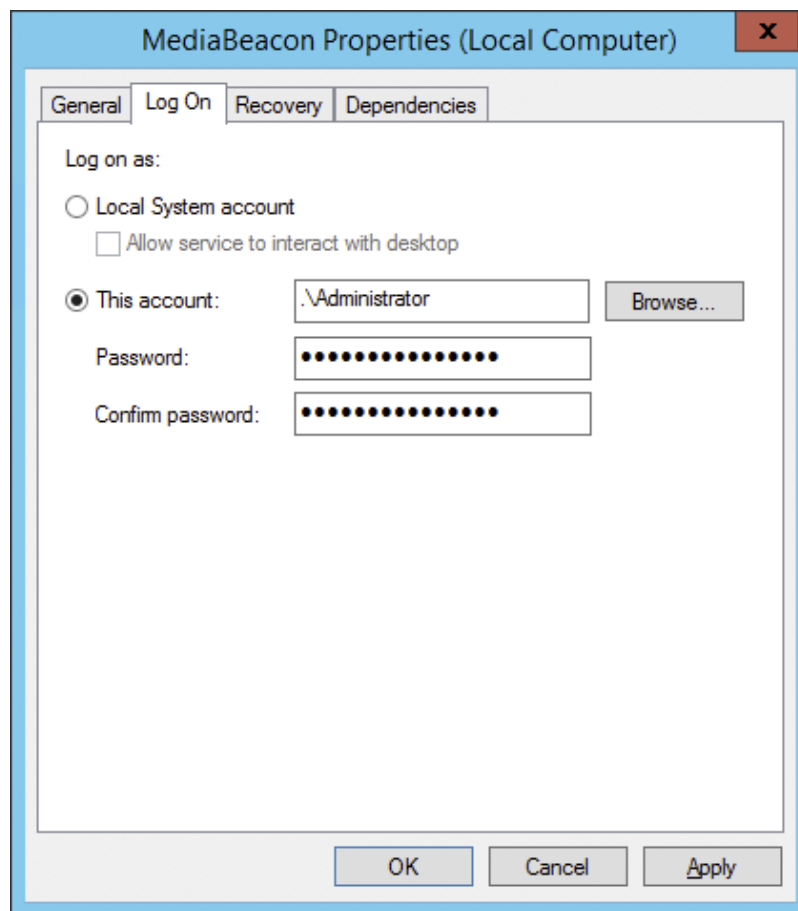 MediaBeacon Properties (Local Computer)
x
General Log On Recovery Dependencies
Log on as:
Local System account
Allow service to interact with desktop
This account: .\Administrator Browse...
Password: ●●●●●●●●●●●●●●●
Confirm password: ●●●●●●●●●●●●●●●
OK Cancel Apply